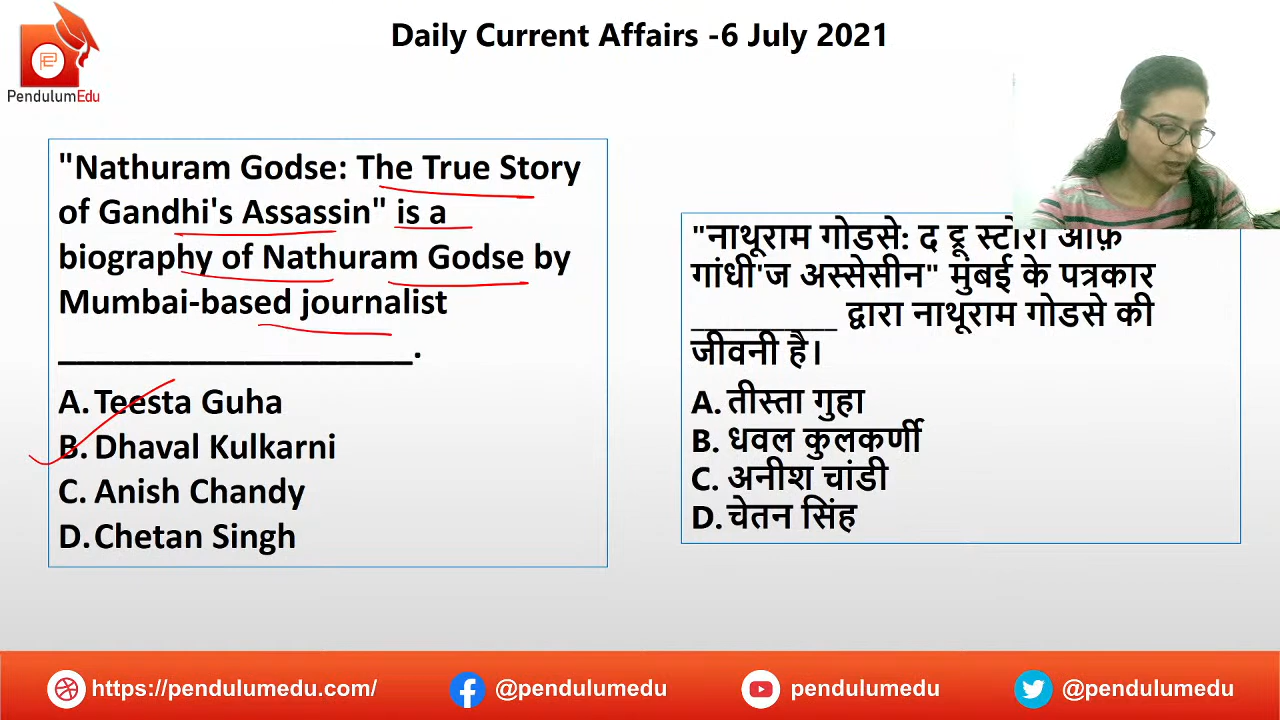 Daily Current Affairs -6 July 2021
PendulumEdu
"Nathuram Godse: The True Story
of Gandhi's Assassin" is a
biography of Nathuram Godse by
Mumbai-based journalist
____________________.
A. Teesta Guha
B. Dhaval Kulkarni
C. Anish Chandy
D. Chetan Singh
"नाथूराम गोडसे: द ट्रू स्टोरी ऑफ़
गांधी'ज अस्सेसीन" मुंबई के पत्रकार
__________ द्वारा नाथूराम गोडसे की
जीवनी है।
A. तीस्ता गुहा
B. धवल कुलकर्णी
C. अनीश चांडी
D. चेतन सिंह
https://pendulumedu.com/
@pendulumedu
pendulumedu
@pendulumedu